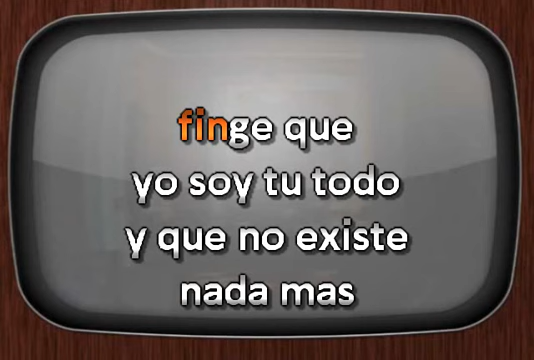 finge que
yo soy tu todo
y que no existe
nada mas